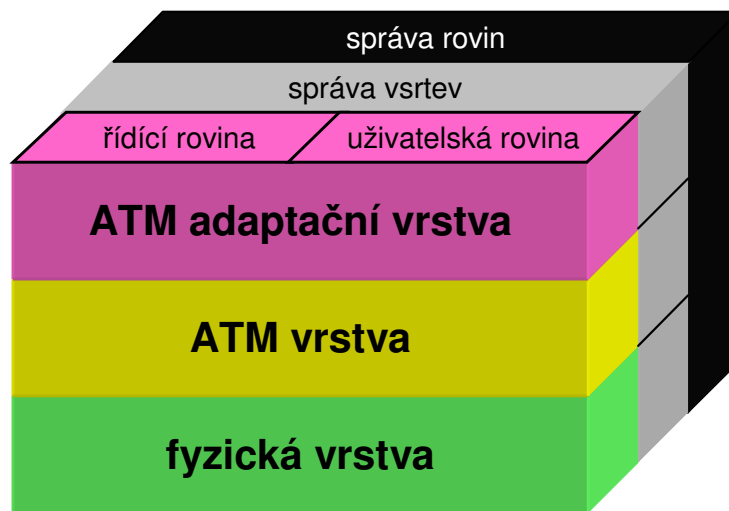 správa rovin
správa vsrtev
řídící rovina
uživatelská rovina
ATM adaptační vrstva
ATM vrstva
fyzická vrstva